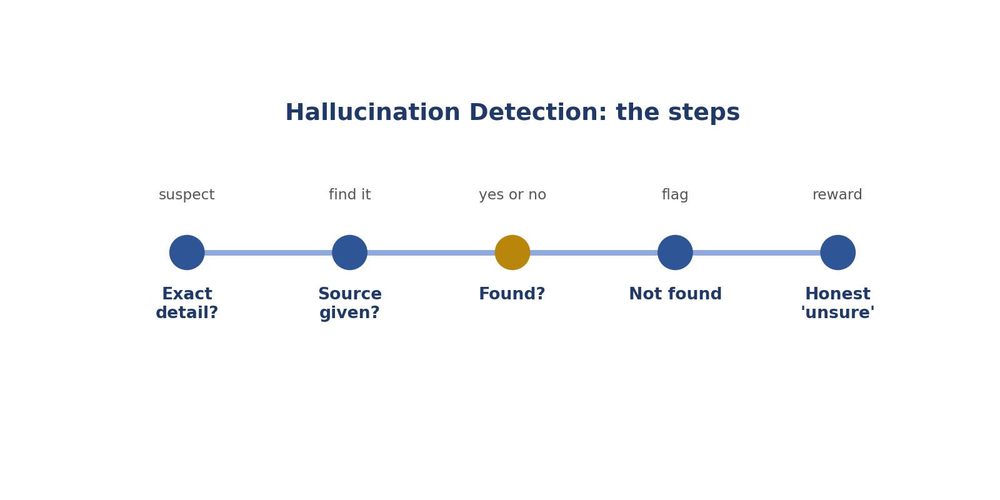 Hallucination Detection: the steps
suspect
find it
yes or no
flag
reward
Exact
detail?
Source
given?
Found?
Not found
Honest
'unsure'